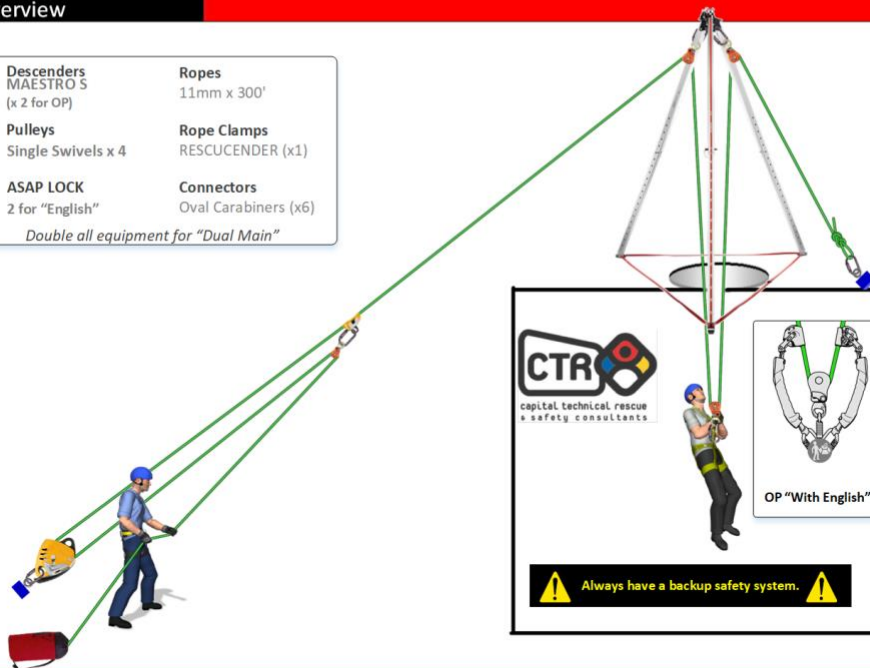 erview
Descenders
MAESTRO S
(x 2 for OP)
Ropes
11mm x 300'
Pulleys
Single Swivels x 4
Rope Clamps
RESCUCENDER (x1)
ASAP LOCK
2 for “English”
Connectors
Oval Carabiners (x6)
Double all equipment for “Dual Main”
CTR
capital technical rescue
& safety consultants
OP “With English”
Always have a backup safety system.